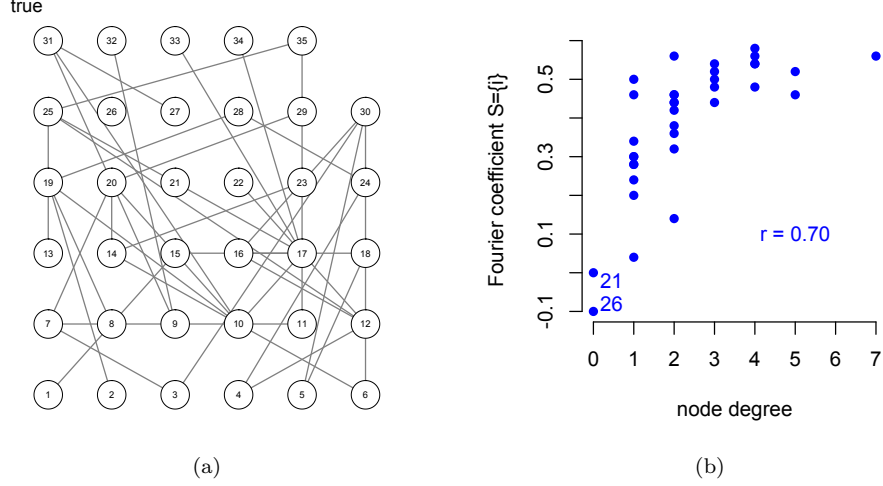 true
31 32 33 34 35
25 26 27 28 29 30
19 20 21 22 23 24
13 14 15 16 17 18
7 8 9 10 11 12
1 2 3 4 5 6
(a)
Fourier coefficient S={i}
0.5
0.3
0.1
-0.1
r = 0.70
21
26
0 1 2 3 4 5 6 7
node degree
(b)